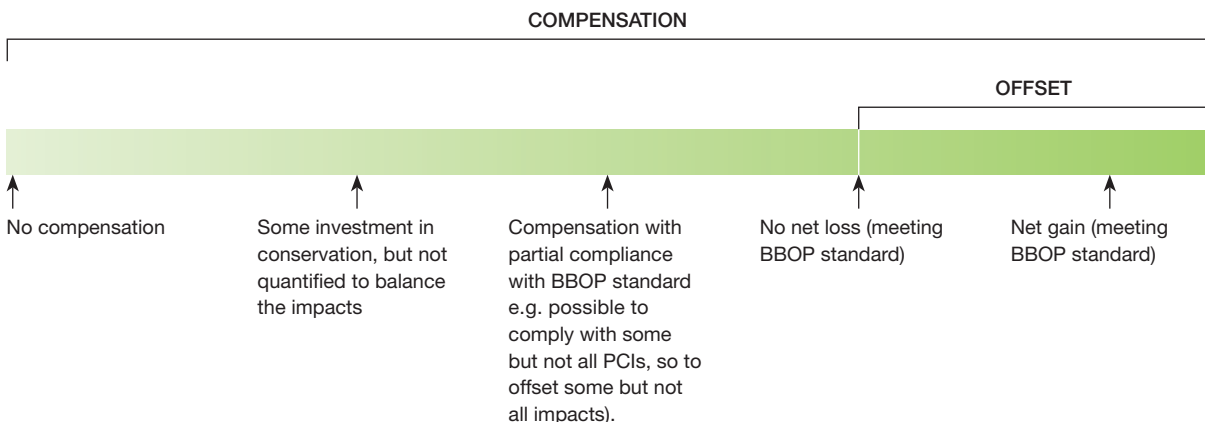 COMPENSATION
OFFSET
No compensation
Some investment in
conservation, but not
quantified to balance
the impacts
Compensation with
partial compliance
with BBOP standard
e.g. possible to
comply with some
but not all PCIs, so to
offset some but not
all impacts).
No net loss (meeting
BBOP standard)
Net gain (meeting
BBOP standard)